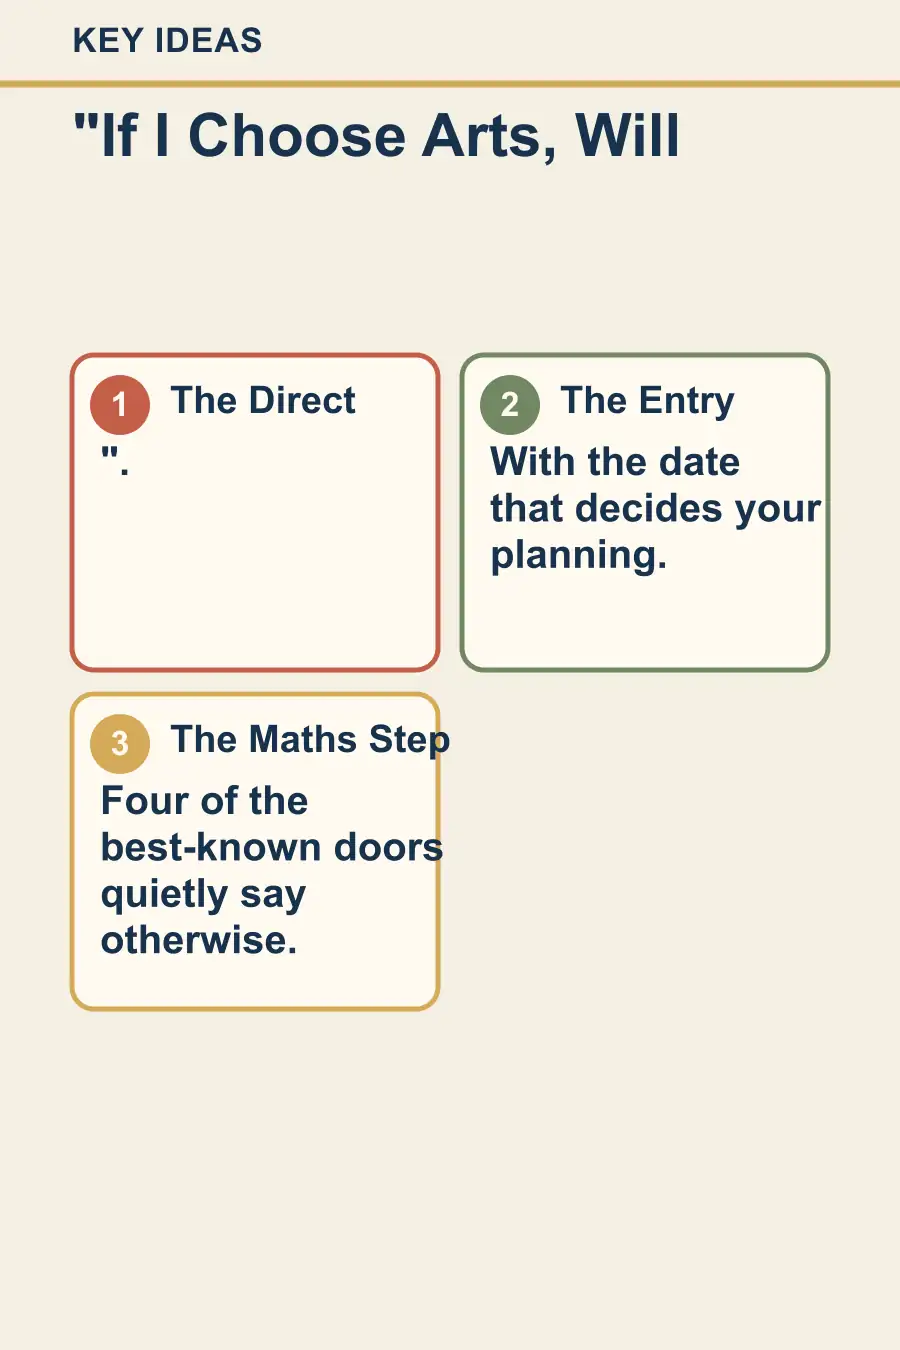 KEY IDEAS
"If I Choose Arts, Will
1 The Direct
".
2 The Entry
With the date
that decides your
planning.
3 The Maths Step
Four of the
best-known doors
quietly say
otherwise.